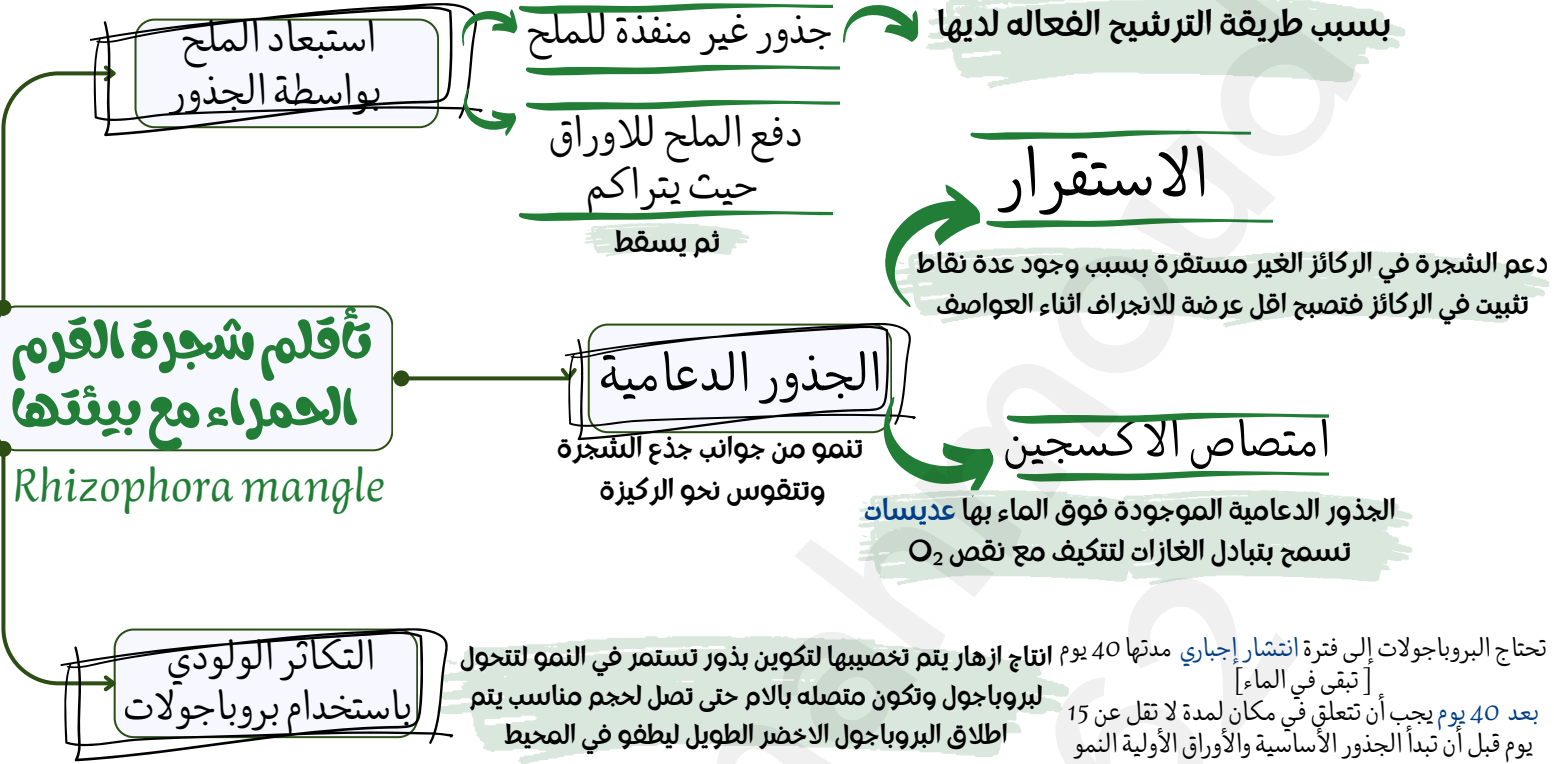 تأقلم شجرة القرم
الحمراء مع بيئتها
Rhizophora mangle
استبعاد الملح
بواسطة الجذور
جذور غير منفذة للملح
بسبب طريقة الترشيح الفعاله لديها
دفع الملح للاوراق
حيث يتراكم
ثم يسقط
الجذور الدعامية
تنمو من جوانب جذع الشجرة
وتتقوس نحو الركيزة
الاستقرار
دعم الشجرة في الركائز الغير مستقرة بسبب وجود عدة نقاط
تثبيت في الركائز فتصبح اقل عرضة للانجراف اثناء العواصف
امتصاص الاكسجين
الجذور الدعامية الموجودة فوق الماء بها عديسات
تسمح بتبادل الغازات لتتكيف مع نقص O₂
التكاثر الولودي
باستخدام بروباجولات
انتاج ازهار يتم تخصيبها لتكوين بذور تستمر في النمو لتتحول
لبروباجول وتكون متصله بالام حتى تصل لحجم مناسب يتم
اطلاق البروباجول الاخضر الطويل ليطفو في المحيط
تحتاج البروباجولات إلى فترة انتشار إجباري مدتها 40 يوم
[ تبقى في الماء]
بعد 40 يوم يجب أن تتعلق في مكان لمدة لا تقل عن 15
يوم قبل أن تبدأ الجذور الأساسية والأوراق الأولية النمو